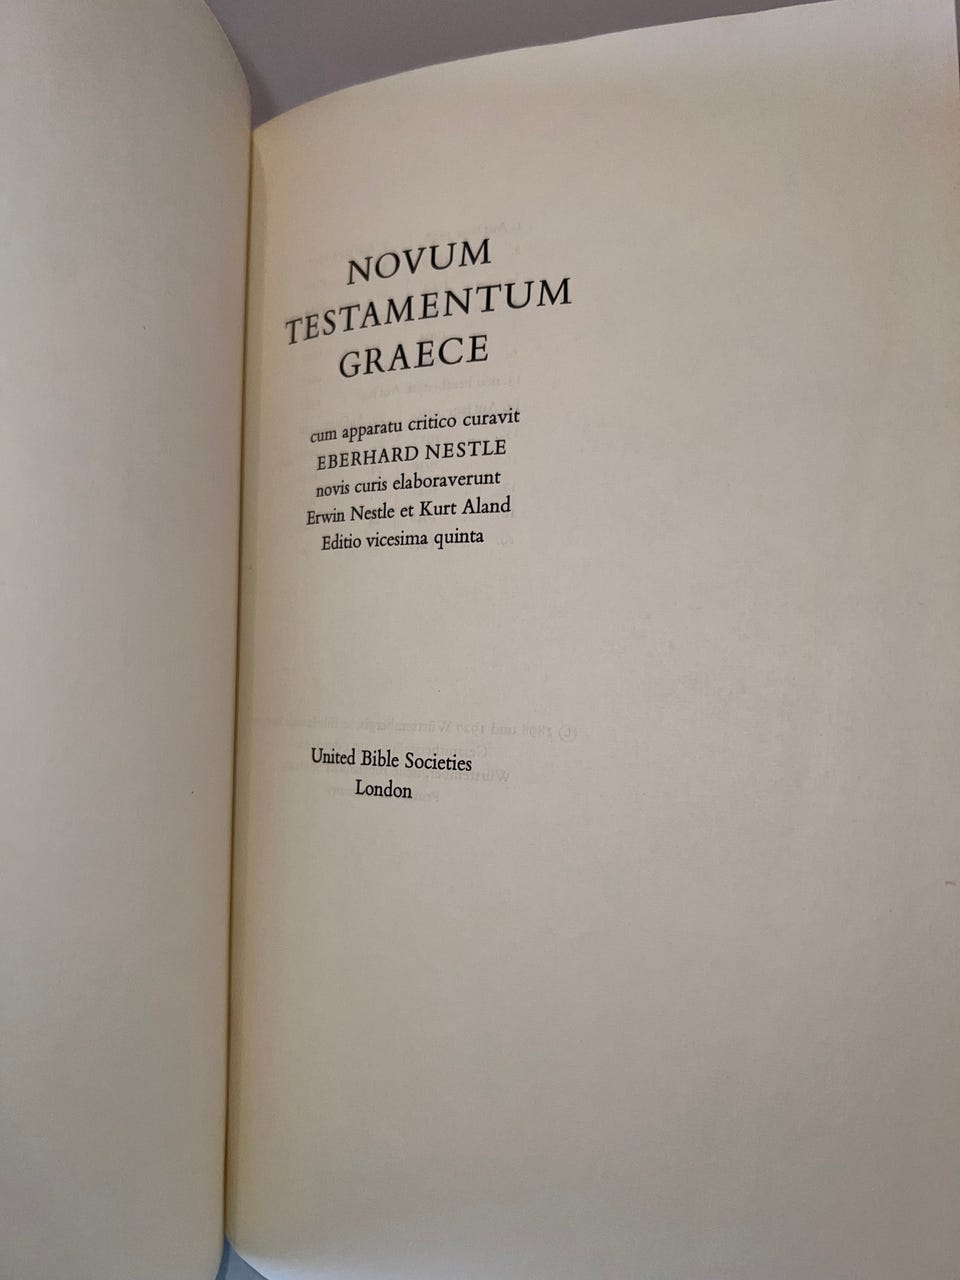 NOVUM
TESTAMENTUM
GRAECE
cum apparatu critico curavit
EBERHARD NESTLE
novis curis elaboraverunt
Erwin Nestle et Kurt Aland
Editio vicesima quinta
United Bible Societies
London